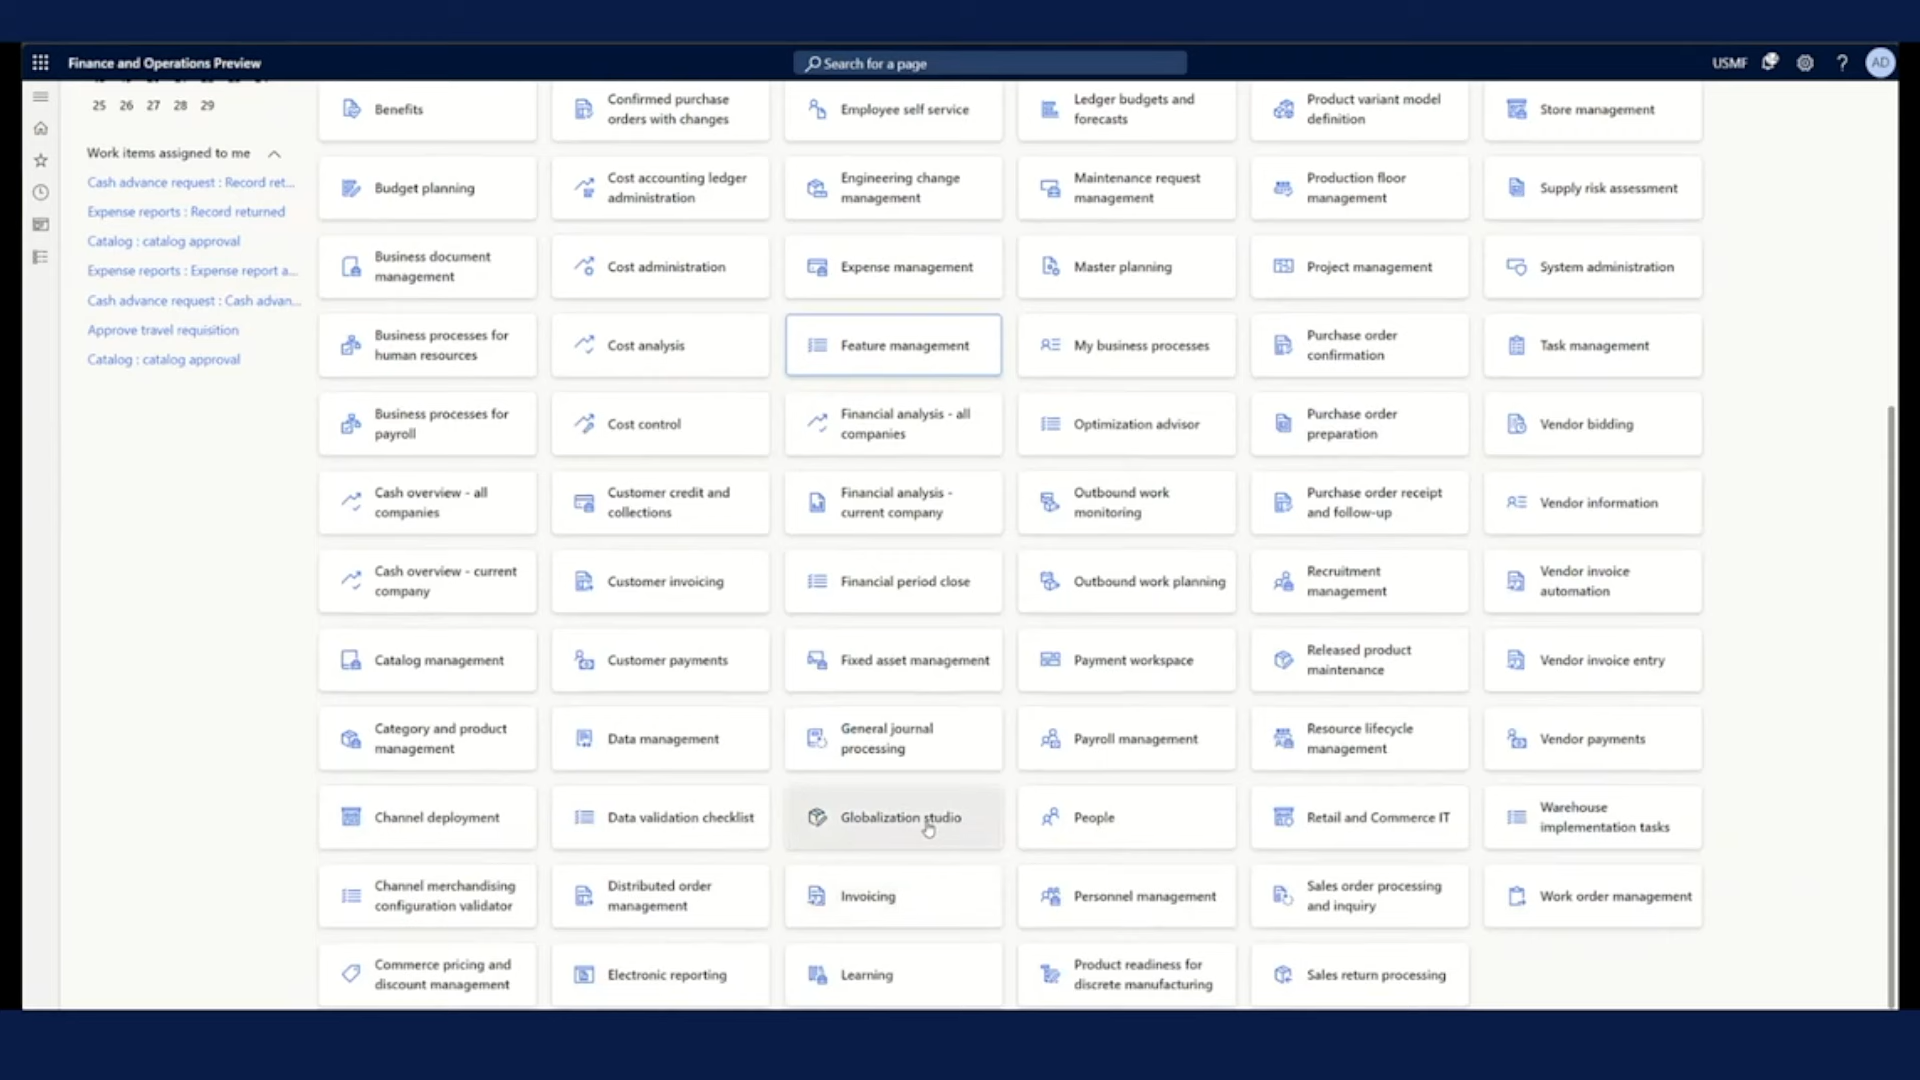 Finance and Operations Preview
Search for a page
USMF
?
AD
25 26 27 28 29
Work items assigned to me
Cash advance request : Record ret...
Expense reports : Record returned
Catalog : catalog approval
Expense reports : Expense report a...
Cash advance request : Cash advan...
Approve travel requisition
Catalog : catalog approval
Benefits
Confirmed purchase
orders with changes
Employee self service
Ledger budgets and
forecasts
Product variant model
definition
Store management
Budget planning
Cost accounting ledger
administration
Engineering change
management
Maintenance request
management
Production floor
management
Supply risk assessment
Business document
management
Cost administration
Expense management
Master planning
Project management
System administration
Business processes for
human resources
Cost analysis
Feature management
My business processes
Purchase order
confirmation
Task management
Business processes for
payroll
Cost control
Financial analysis - all
companies
Optimization advisor
Purchase order
preparation
Vendor bidding
Cash overview - all
companies
Customer credit and
collections
Financial analysis -
current company
Outbound work
monitoring
Purchase order receipt
and follow-up
Vendor information
Cash overview - current
company
Customer invoicing
Financial period close
Outbound work planning
Recruitment
management
Vendor invoice
automation
Catalog management
Customer payments
Fixed asset management
Payment workspace
Released product
maintenance
Vendor invoice entry
Category and product
management
Data management
General journal
processing
Payroll management
Resource lifecycle
management
Vendor payments
Channel deployment
Data validation checklist
Globalization studio
People
Retail and Commerce IT
Warehouse
implementation tasks
Channel merchandising
configuration validator
Distributed order
management
Invoicing
Personnel management
Sales order processing
and inquiry
Work order management
Commerce pricing and
discount management
Electronic reporting
Learning
Product readiness for
discrete manufacturing
Sales return processing